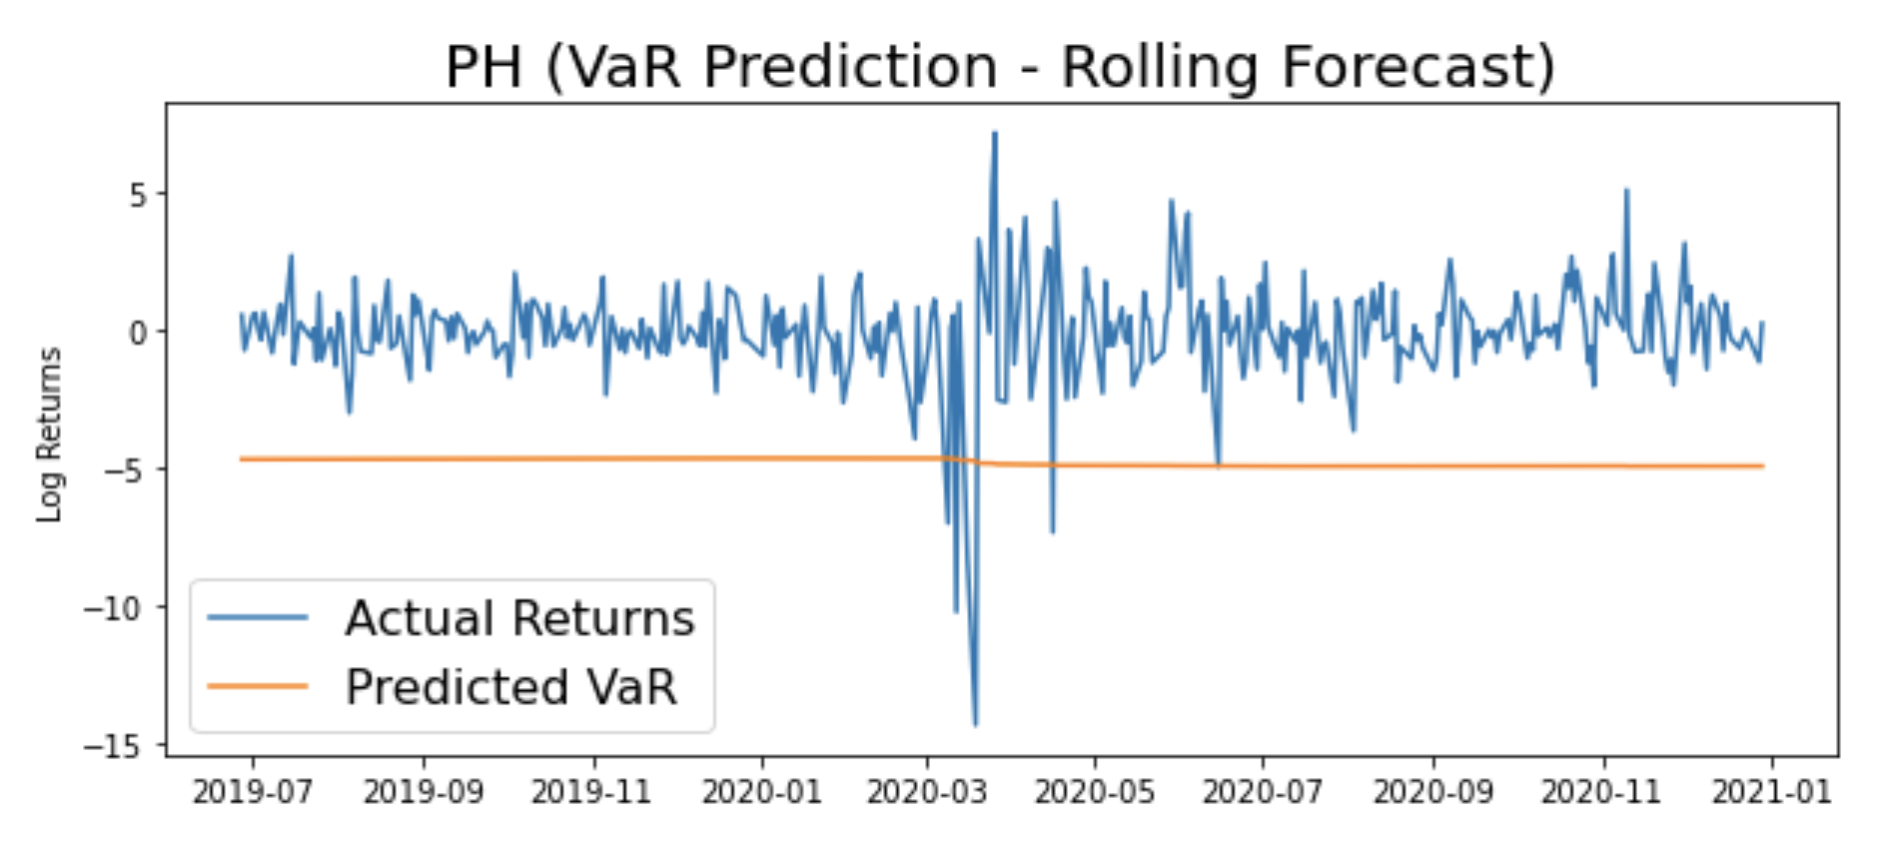 PH (VaR Prediction - Rolling Forecast)
Log Returns
5
0
−5
−10
−15
Actual Returns
Predicted VaR
2019-07 2019-09 2019-11 2020-01 2020-03 2020-05 2020-07 2020-09 2020-11 2021-01